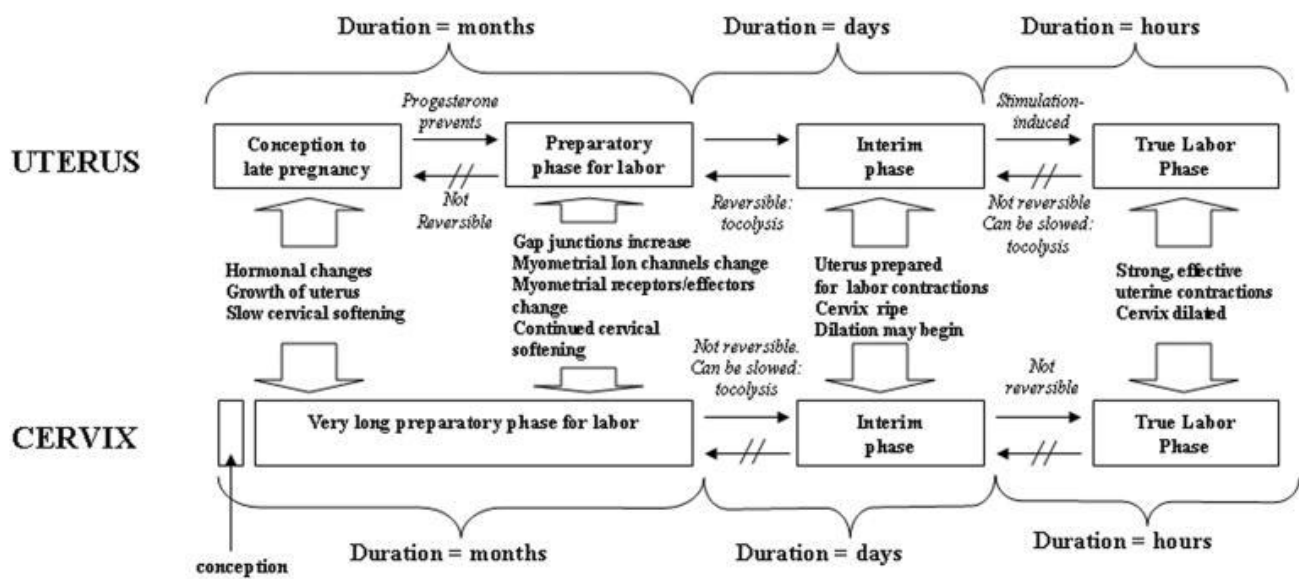 Duration = months
Duration = days
Duration = hours
UTERUS
Conception to
late pregnancy
Progesterone
prevents
Not
Reversible
Preparatory
phase for labor
Reversible:
tocolysis
Interim
phase
Stimulation-
induced
Not reversible
Can be slowed:
tocolysis
True Labor
Phase
Hormonal changes
Growth of uterus
Slow cervical softening
Gap junctions increase
Myometrial Ion channels change
Myometrial receptors/effectors
change
Continued cervical
softening
Uterus prepared
for labor contractions
Cervix ripe
Dilation may begin
Strong, effective
uterine contractions
Cervix dilated
CERVIX
Very long preparatory phase for labor
Not reversible.
Can be slowed:
tocolysis
Interim
phase
Not
reversible
True Labor
Phase
conception
Duration = months
Duration = days
Duration = hours